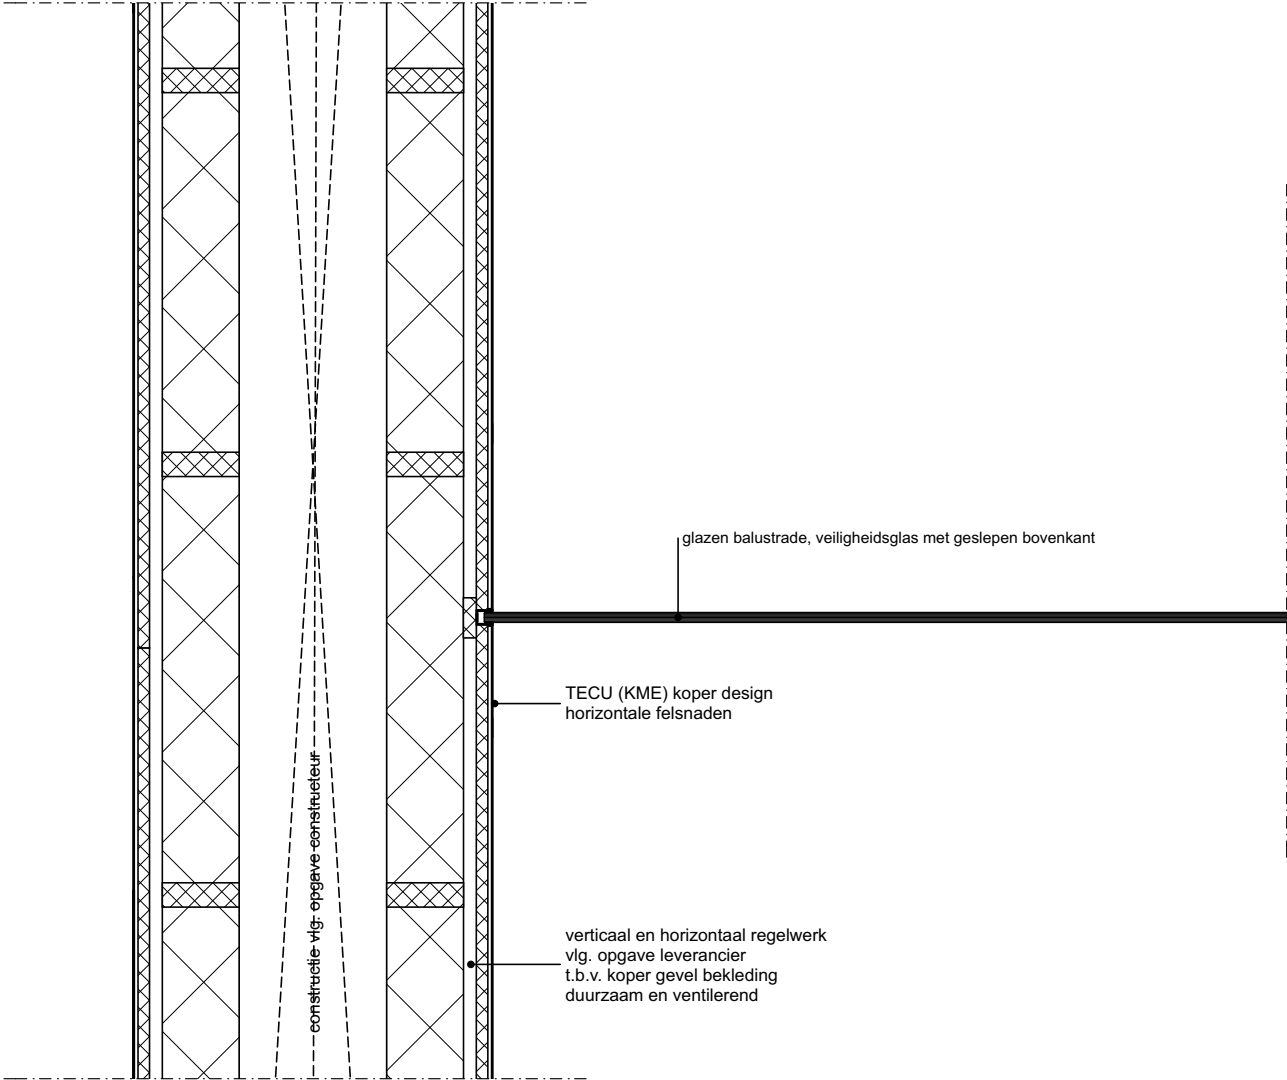 glazen balustrade, veiligheidsglas met geslepen bovenkant
TECU (KME) koper design
horizontale felsnaden
constructie vlg. opgave constructeur
verticaal en horizontaal regelwerk
vlg. opgave leverancier
t.b.v. koper gevel bekleding
duurzaam en ventilerend